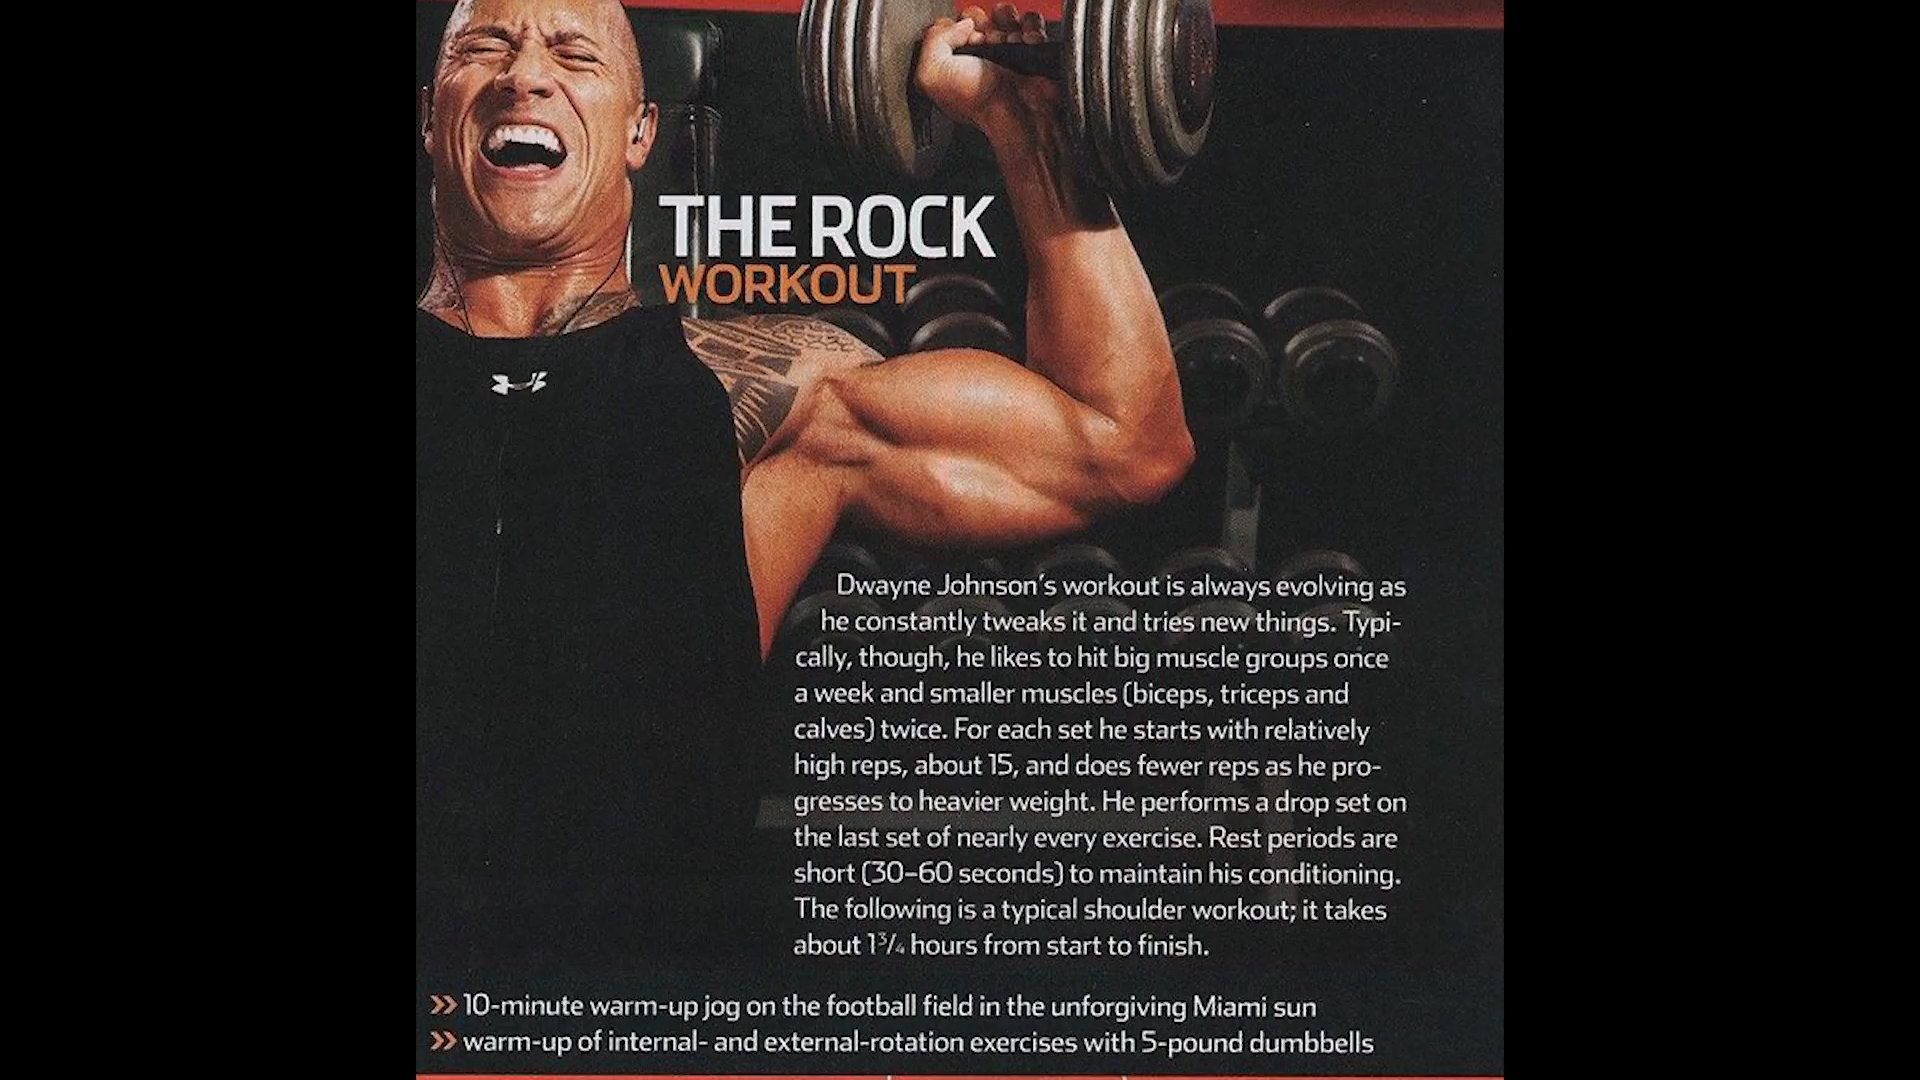 THE ROCK
WORKOUT
Dwayne Johnson's workout is always evolving as
he constantly tweaks it and tries new things. Typi-
cally, though, he likes to hit big muscle groups once
a week and smaller muscles (biceps, triceps and
calves) twice. For each set he starts with relatively
high reps, about 15, and does fewer reps as he pro-
gresses to heavier weight. He performs a drop set on
the last set of nearly every exercise. Rest periods are
short (30–60 seconds) to maintain his conditioning.
The following is a typical shoulder workout; it takes
about 1¾ hours from start to finish.
» 10-minute warm-up jog on the football field in the unforgiving Miami sun
» warm-up of internal- and external-rotation exercises with 5-pound dumbbells